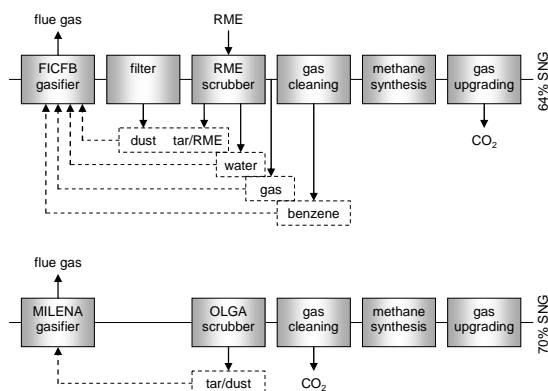 flue gas
RME
FICFB
gasifier
filter
RME
scrubber
gas
cleaning
methane
synthesis
gas
upgrading
64% SNG
dust tar/RME
CO₂
water
gas
benzene
flue gas
MILENA
gasifier
OLGA
scrubber
gas
cleaning
methane
synthesis
gas
upgrading
70% SNG
tar/dust
CO₂